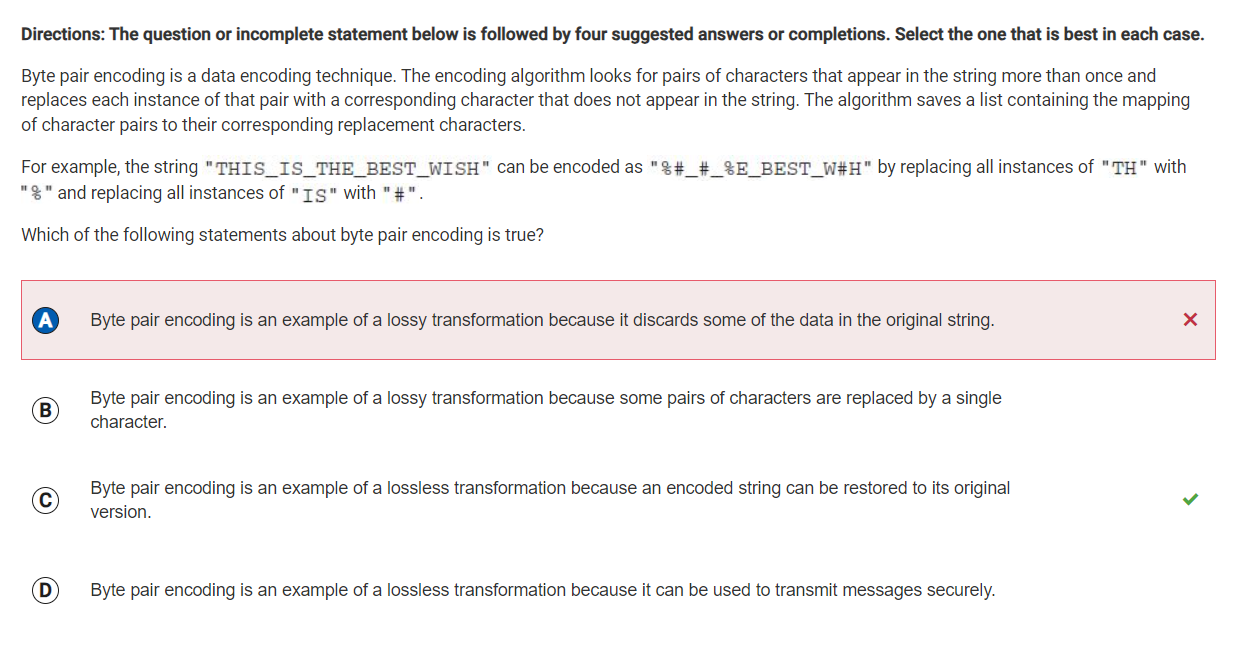 Directions: The question or incomplete statement below is followed by four suggested answers or completions. Select the one that is best in each case.
Byte pair encoding is a data encoding technique. The encoding algorithm looks for pairs of characters that appear in the string more than once and
replaces each instance of that pair with a corresponding character that does not appear in the string. The algorithm saves a list containing the mapping
of character pairs to their corresponding replacement characters.
For example, the string "THIS_IS_THE_BEST_WISH" can be encoded as "%#_#_%E_BEST_W#H" by replacing all instances of "TH" with
"%" and replacing all instances of "IS" with "#".
Which of the following statements about byte pair encoding is true?
A Byte pair encoding is an example of a lossy transformation because it discards some of the data in the original string.
B Byte pair encoding is an example of a lossy transformation because some pairs of characters are replaced by a single
character.
C Byte pair encoding is an example of a lossless transformation because an encoded string can be restored to its original
version.
D Byte pair encoding is an example of a lossless transformation because it can be used to transmit messages securely.